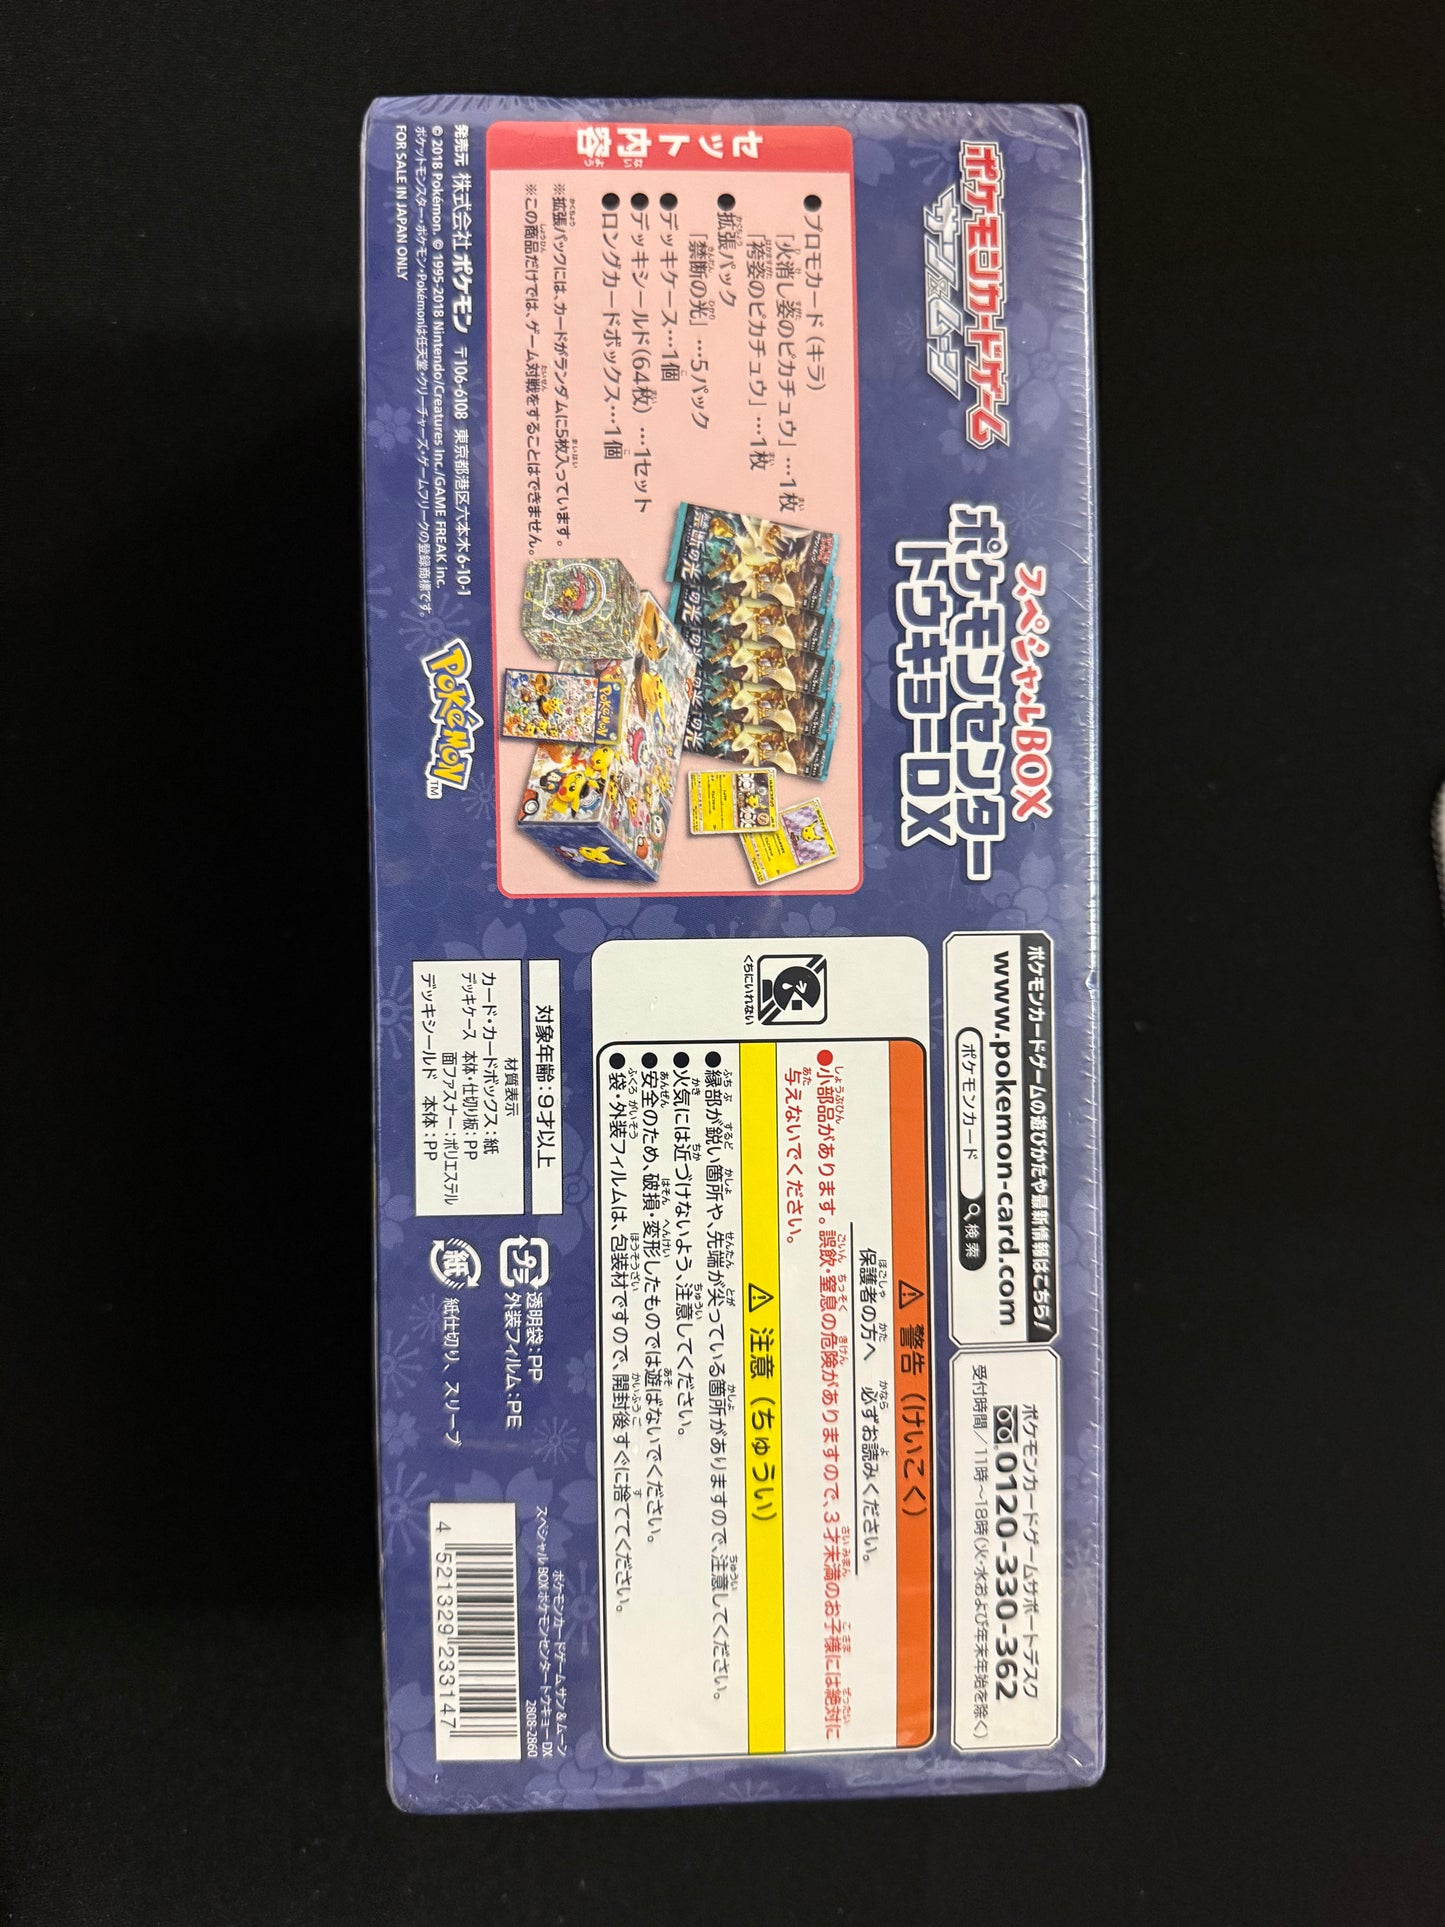 ポケモンカードゲーム
サン&ムーン
スペシャルBOX
ポケモンセンター
トウキョーDX
セット内容
●プロモカード(キラ)
「火消し姿のピカチュウ」…1枚
「袴姿のピカチュウ」…1枚
●拡張パック
「禁断の光」…5パック
●デッキケース…1個
●デッキシールド(64枚)…1セット
●ロングカードボックス…1個
※拡張パックには、カードがランダムに5枚入っています。
※この商品だけでは、ゲーム対戦をすることはできません。
発売元 株式会社ポケモン 〒106-6108 東京都港区六本木6-10-1
© 2018 Pokémon. © 1995-2018 Nintendo/Creatures Inc./GAME FREAK inc.
ポケットモンスター・ポケモン・Pokémonは任天堂・クリーチャーズ・ゲームフリークの登録商標です。
FOR SALE IN JAPAN ONLY
POKéMON TM
ポケモンカードゲームの遊びかたや最新情報はこちら!
www.pokemon-card.com
ポケモンカード 検索
ポケモンカードゲームサポートデスク
0120-330-362
受付時間/11時~18時(火・水および年末年始を除く)
くちにいれない
警告(けいこく)
保護者の方へ 必ずお読みください。
●小部品があります。誤飲・窒息の危険がありますので、3才未満のお子様には絶対に
与えないでください。
注意(ちゅうい)
●縁部が鋭い箇所や、先端が尖っている箇所がありますので、注意してください。
●火気には近づけないよう、注意してください。
●安全のため、破損・変形したものでは遊ばないでください。
●袋・外装フィルムは、包装材ですので、開封後すぐに捨ててください。
対象年齢:9才以上
材質表示
カード・カードボックス:紙
デッキケース 本体・仕切り板:PP
面ファスナー:ポリエステル
デッキシールド 本体:PP
プラ
透明袋:PP
外装フィルム:PE
紙
紙仕切り、スリーブ
ポケモンカードゲーム サン&ムーン
スペシャルBOX ポケモンセンタートウキョーDX
2808-2860
4 521329 233147